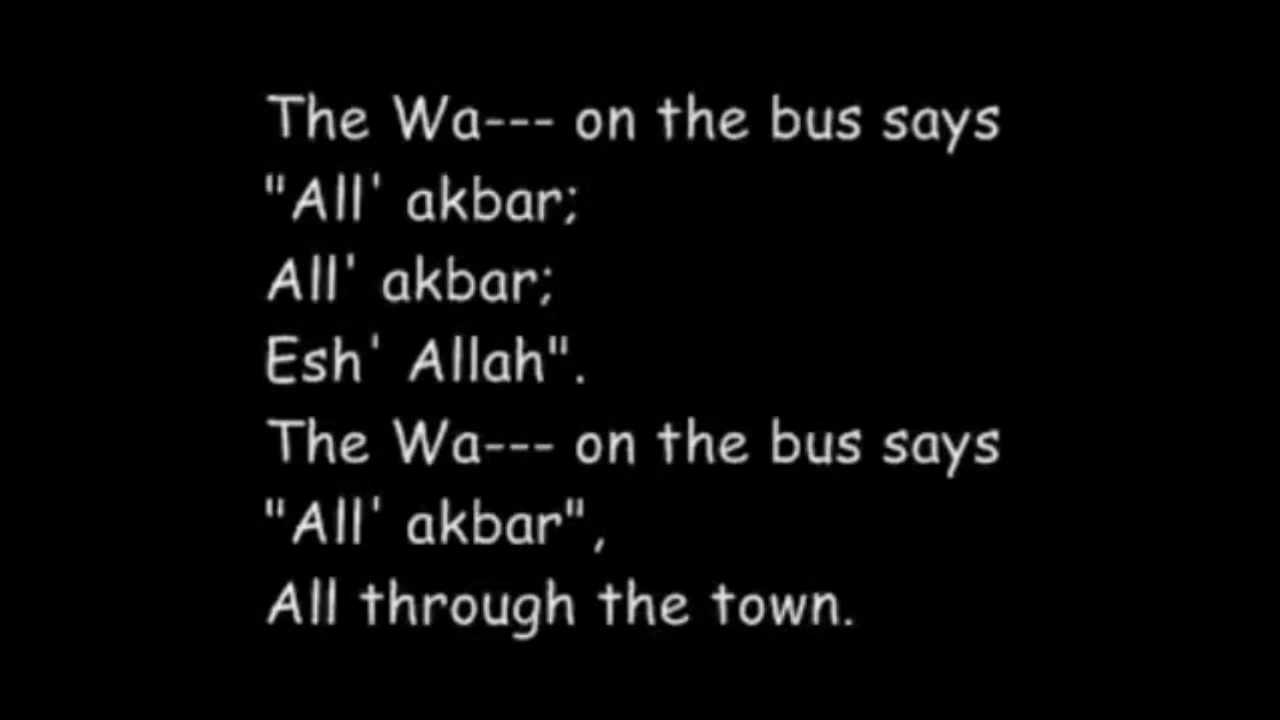 The Wa--- on the bus says
"All' akbar;
All' akbar;
Esh' Allah".
The Wa--- on the bus says
"All' akbar",
All through the town.